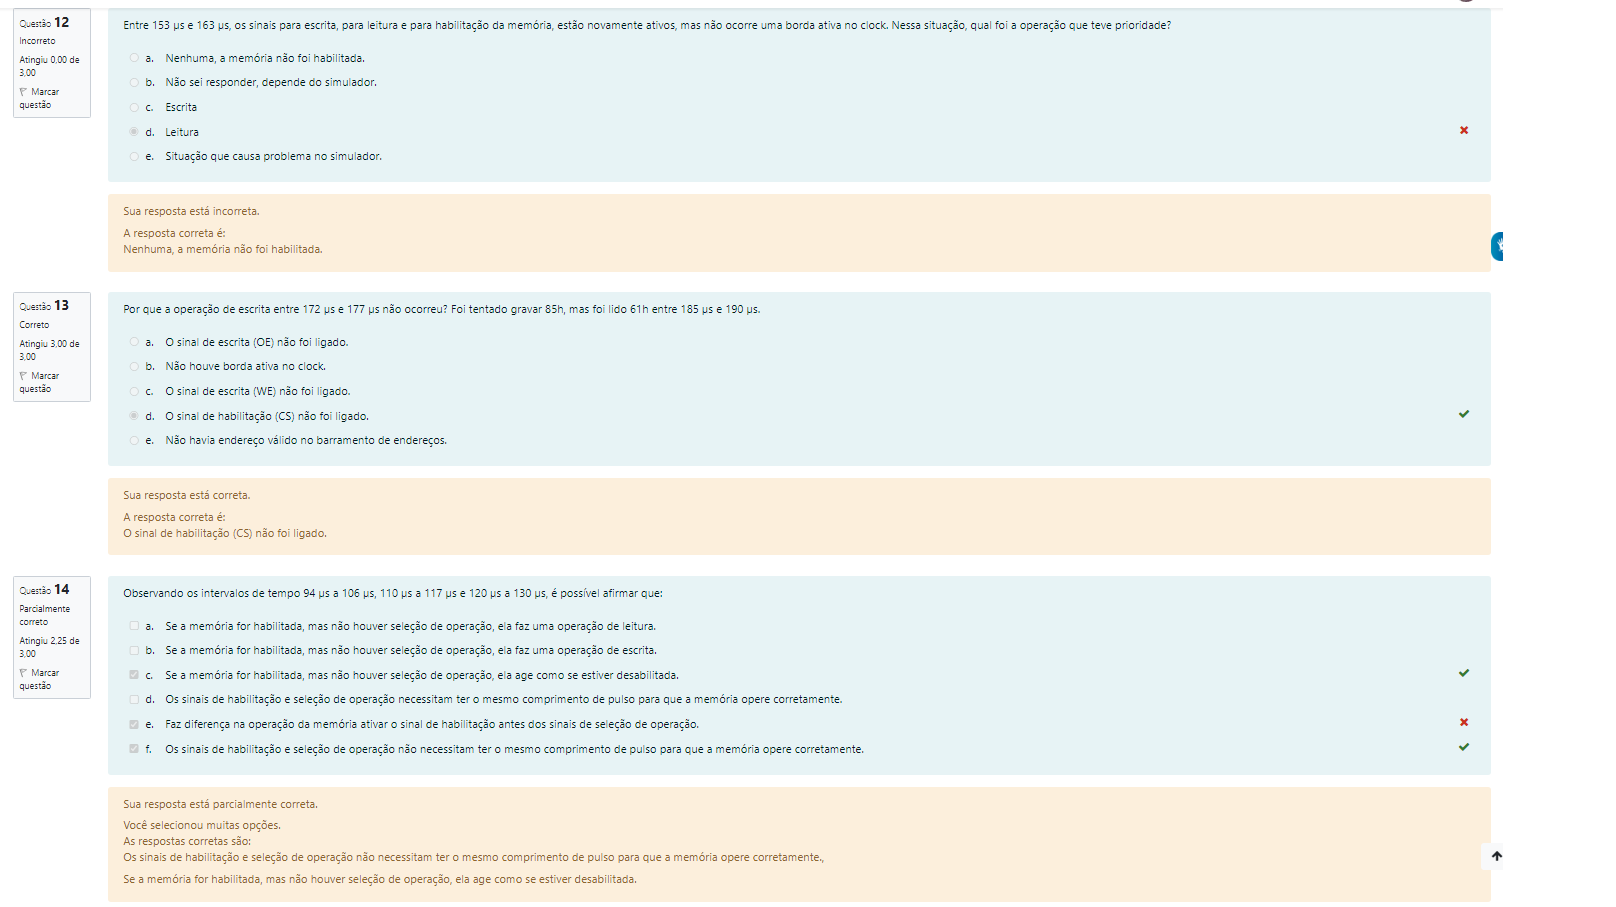 Questão 12
Incorreto
Atingiu 0,00 de
3,00
Marcar
questão
Entre 153 µs e 163 µs, os sinais para escrita, para leitura e para habilitação da memória, estão novamente ativos, mas não ocorre uma borda ativa no clock. Nessa situação, qual foi a operação que teve prioridade?
a. Nenhuma, a memória não foi habilitada.
b. Não sei responder, depende do simulador.
c. Escrita
d. Leitura
e. Situação que causa problema no simulador.
Sua resposta está incorreta.
A resposta correta é:
Nenhuma, a memória não foi habilitada.
Questão 13
Correto
Atingiu 3,00 de
3,00
Marcar
questão
Por que a operação de escrita entre 172 µs e 177 µs não ocorreu? Foi tentado gravar 85h, mas foi lido 61h entre 185 µs e 190 µs.
a. O sinal de escrita (OE) não foi ligado.
b. Não houve borda ativa no clock.
c. O sinal de escrita (WE) não foi ligado.
d. O sinal de habilitação (CS) não foi ligado.
e. Não havia endereço válido no barramento de endereços.
Sua resposta está correta.
A resposta correta é:
O sinal de habilitação (CS) não foi ligado.
Questão 14
Parcialmente
correto
Atingiu 2,25 de
3,00
Marcar
questão
Observando os intervalos de tempo 94 µs a 106 µs, 110 µs a 117 µs e 120 µs a 130 µs, é possível afirmar que:
a. Se a memória for habilitada, mas não houver seleção de operação, ela faz uma operação de leitura.
b. Se a memória for habilitada, mas não houver seleção de operação, ela faz uma operação de escrita.
c. Se a memória for habilitada, mas não houver seleção de operação, ela age como se estiver desabilitada.
d. Os sinais de habilitação e seleção de operação necessitam ter o mesmo comprimento de pulso para que a memória opere corretamente.
e. Faz diferença na operação da memória ativar o sinal de habilitação antes dos sinais de seleção de operação.
f. Os sinais de habilitação e seleção de operação não necessitam ter o mesmo comprimento de pulso para que a memória opere corretamente.
Sua resposta está parcialmente correta.
Você selecionou muitas opções.
As respostas corretas são:
Os sinais de habilitação e seleção de operação não necessitam ter o mesmo comprimento de pulso para que a memória opere corretamente.,
Se a memória for habilitada, mas não houver seleção de operação, ela age como se estiver desabilitada.